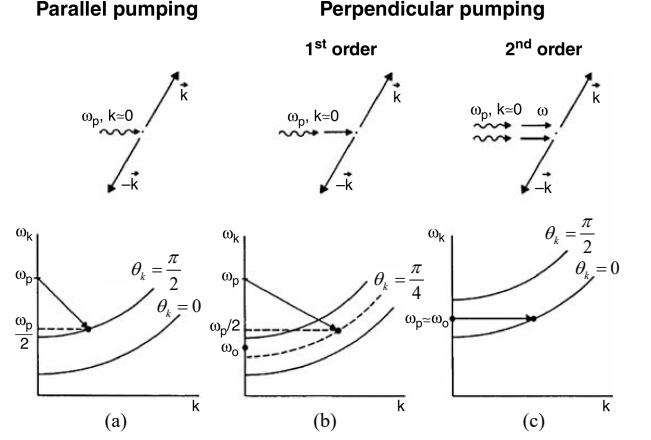 Parallel pumping
Perpendicular pumping
1st order
2nd order
ωp, k≃0
k⃗
−k⃗
ωp, k≃0
k⃗
−k⃗
ωp, k≃0 ω
k⃗
−k⃗
ωk
ωp
ωp/2
θk = π/2
θk = 0
k
(a)
ωk
ωp
ωp/2
ωo
θk = π/4
k
(b)
ωk
ωp≃ωo
θk = π/2
θk = 0
k
(c)